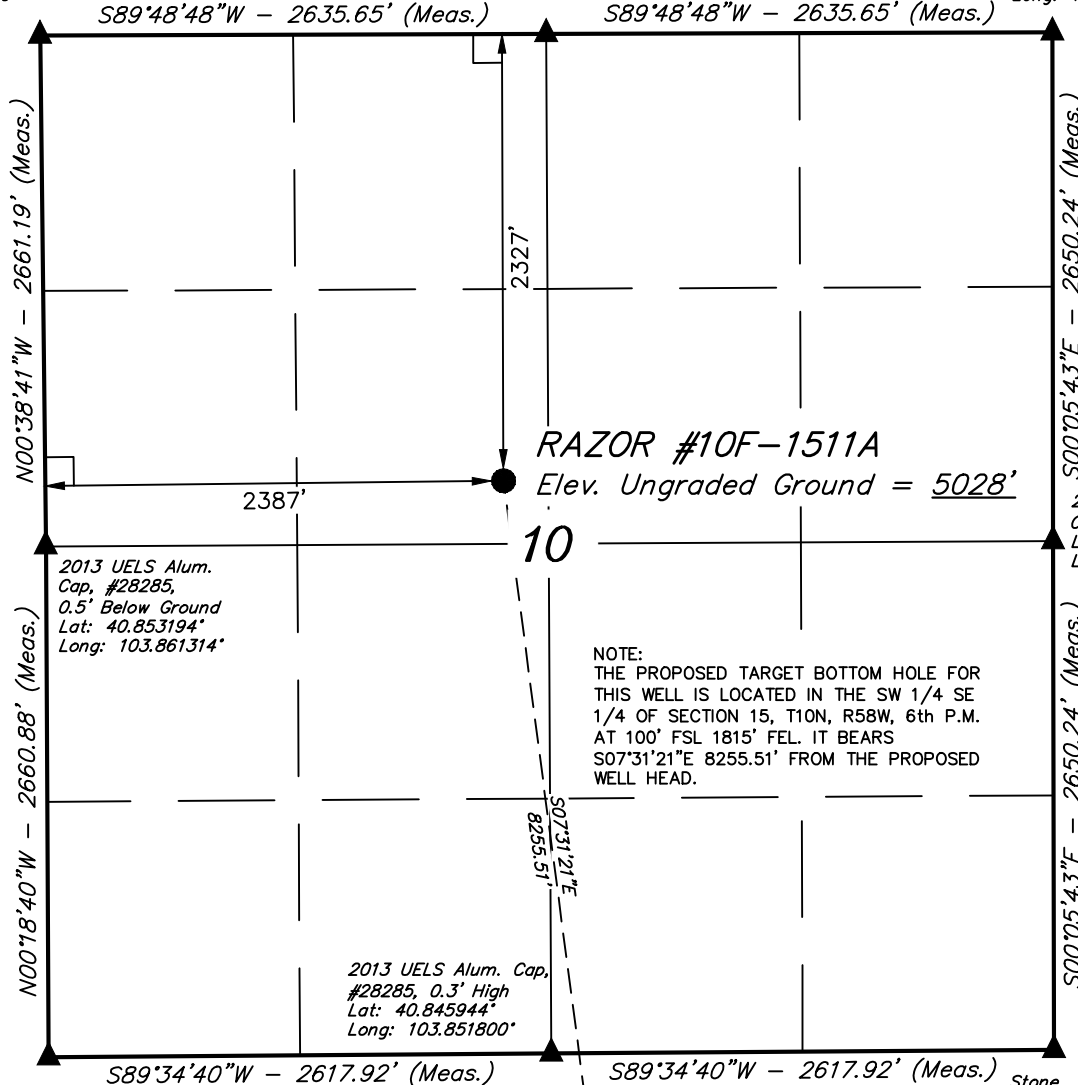 S89°48'48"W - 2635.65' (Meas.)
S89°48'48"W - 2635.65' (Meas.)
N00°38'41"W - 2661.19' (Meas.)
2327'
S00°05'43"E - 2650.24' (Meas.)
RAZOR #10F-1511A
Elev. Ungraded Ground = 5028'
2387'
10
2013 UELS Alum.
Cap, #28285,
0.5' Below Ground
Lat: 40.853194°
Long: 103.861314°
NOTE:
THE PROPOSED TARGET BOTTOM HOLE FOR
THIS WELL IS LOCATED IN THE SW 1/4 SE
1/4 OF SECTION 15, T10N, R58W, 6th P.M.
AT 100' FSL 1815' FEL. IT BEARS
S07°31'21"E 8255.51' FROM THE PROPOSED
WELL HEAD.
N00°18'40"W - 2660.88' (Meas.)
S07°31'21"E
8255.51'
S00°05'43"E - 2650.24' (Meas.)
2013 UELS Alum. Cap,
#28285, 0.3' High
Lat: 40.845944°
Long: 103.851800°
S89°34'40"W - 2617.92' (Meas.)
S89°34'40"W - 2617.92' (Meas.)
Stone